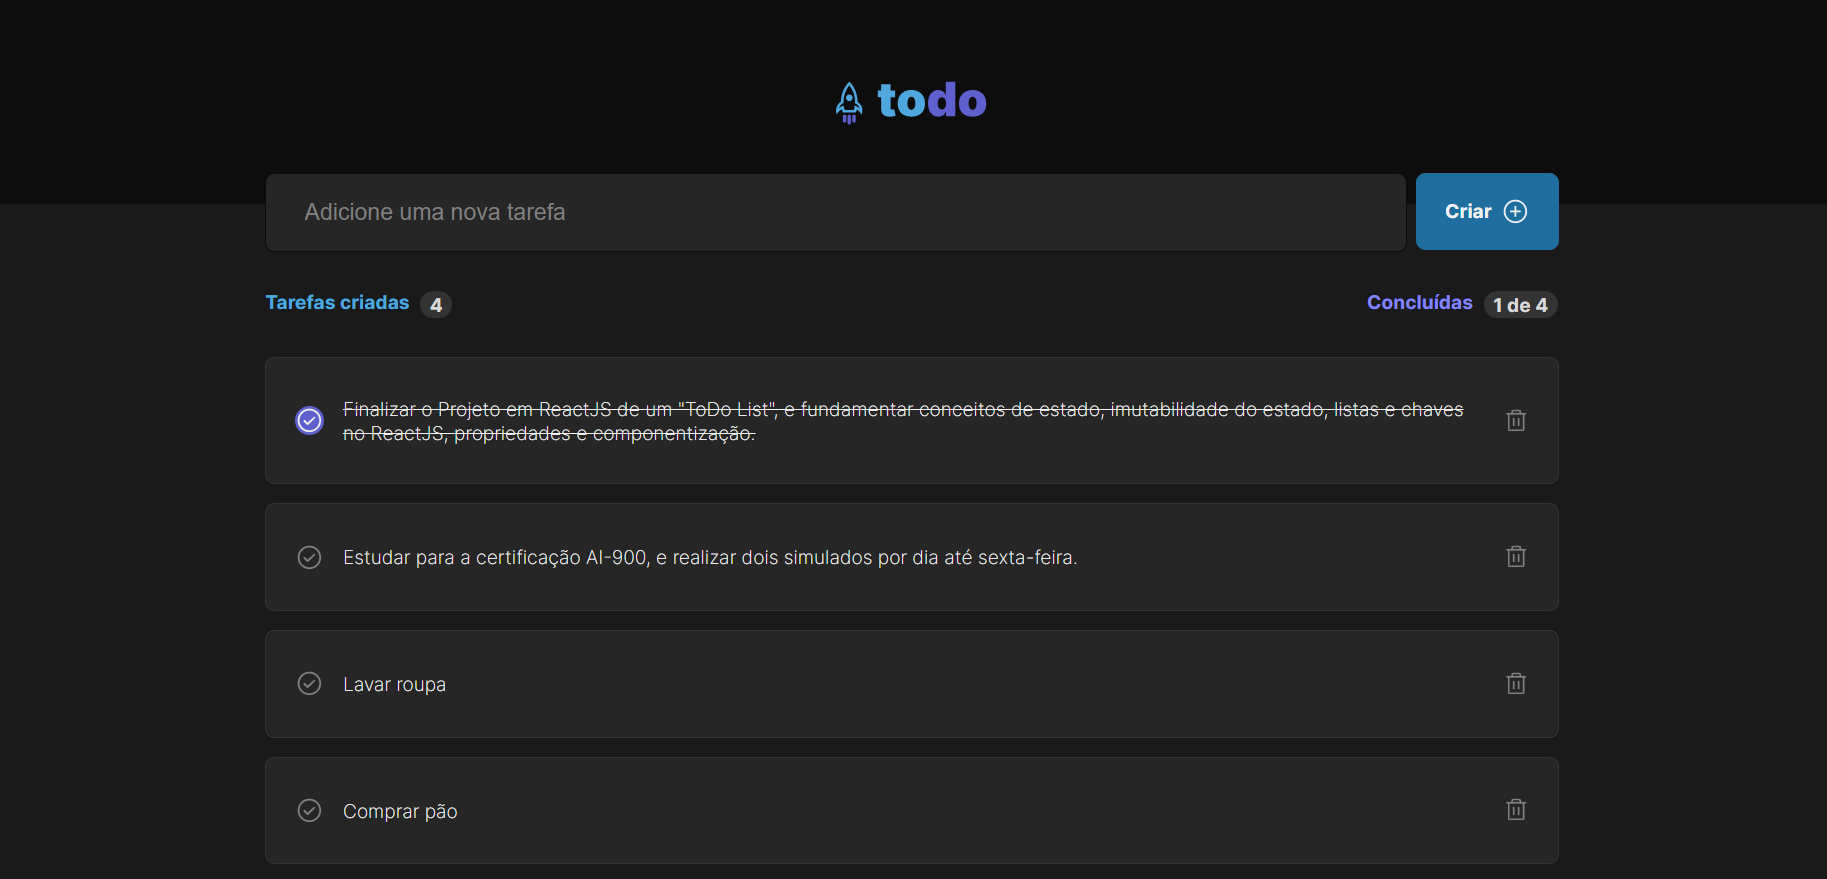 todo
Adicione uma nova tarefa
Criar
Tarefas criadas 4
Concluídas 1 de 4
Finalizar o Projeto em ReactJS de um "ToDo List", e fundamentar conceitos de estado, imutabilidade do estado, listas e chaves
no ReactJS, propriedades e componentização.
Estudar para a certificação AI-900, e realizar dois simulados por dia até sexta-feira.
Lavar roupa
Comprar pão